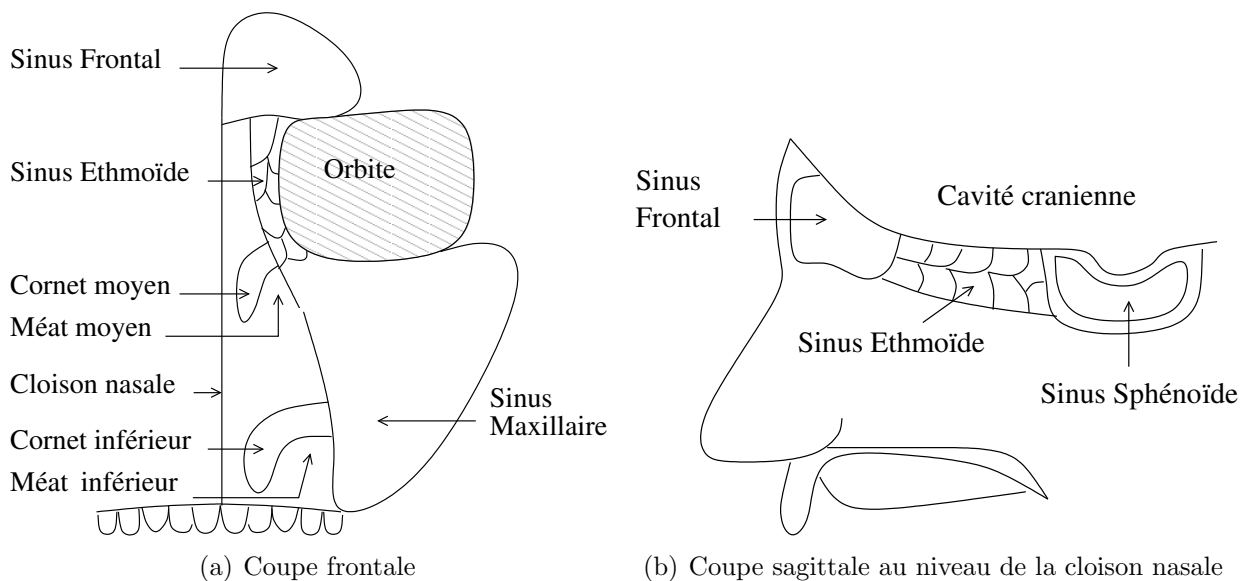 Sinus Frontal
Sinus Ethmoïde
Orbite
Cornet moyen
Méat moyen
Cloison nasale
Cornet inférieur
Méat inférieur
Sinus
Maxillaire
(a) Coupe frontale
Sinus
Frontal
Cavité cranienne
Sinus Ethmoïde
Sinus Sphénoïde
(b) Coupe sagittale au niveau de la cloison nasale